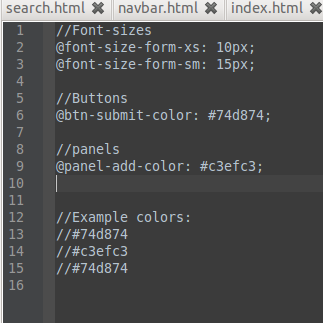 search.html ✖ navbar.html ✖ index.html ✖
1 //Font-sizes
2 @font-size-form-xs: 10px;
3 @font-size-form-sm: 15px;
4
5 //Buttons
6 @btn-submit-color: #74d874;
7
8 //panels
9 @panel-add-color: #c3efc3;
10
11
12 //Example colors:
13 //#74d874
14 //#c3efc3
15 //#74d874
16